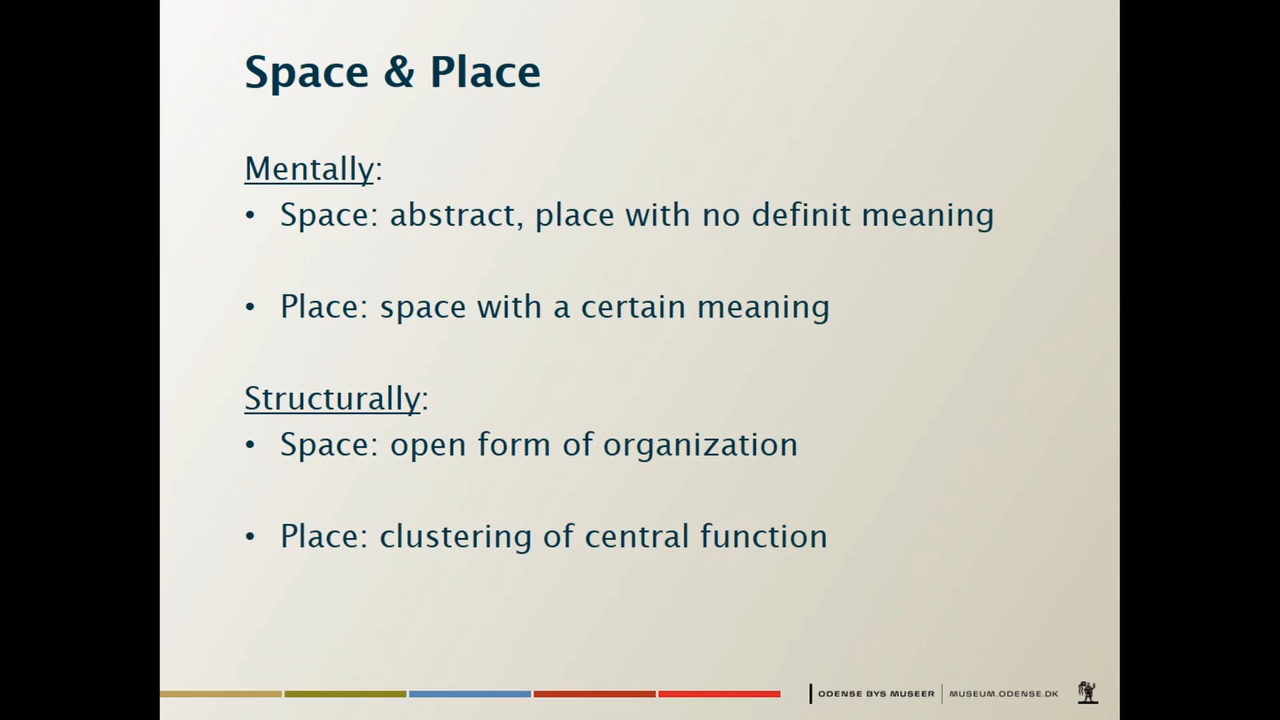 Space & Place
Mentally:
• Space: abstract, place with no definit meaning
• Place: space with a certain meaning
Structurally:
• Space: open form of organization
• Place: clustering of central function
ODENSE BYS MUSEER | MUSEUM.ODENSE.DK